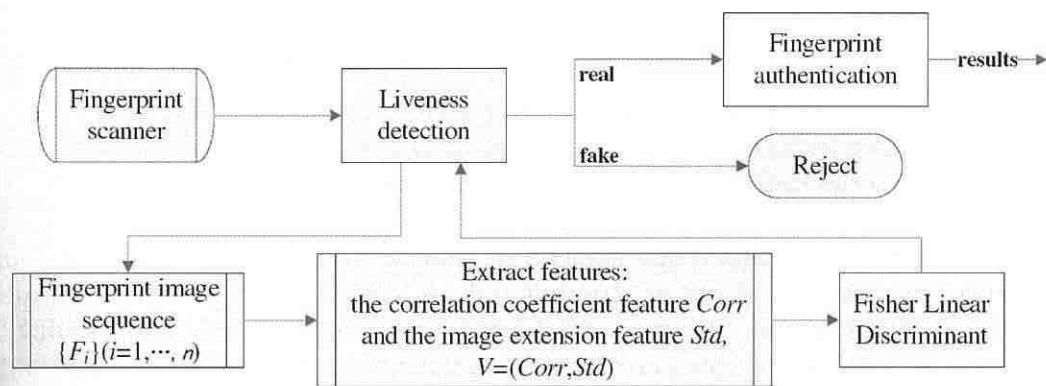 Fingerprint
scanner
Liveness
detection
real
fake
Fingerprint
authentication
results
Reject
Fingerprint image
sequence
{F_i}(i=1,···, n)
Extract features:
the correlation coefficient feature Corr
and the image extension feature Std,
V=(Corr,Std)
Fisher Linear
Discriminant